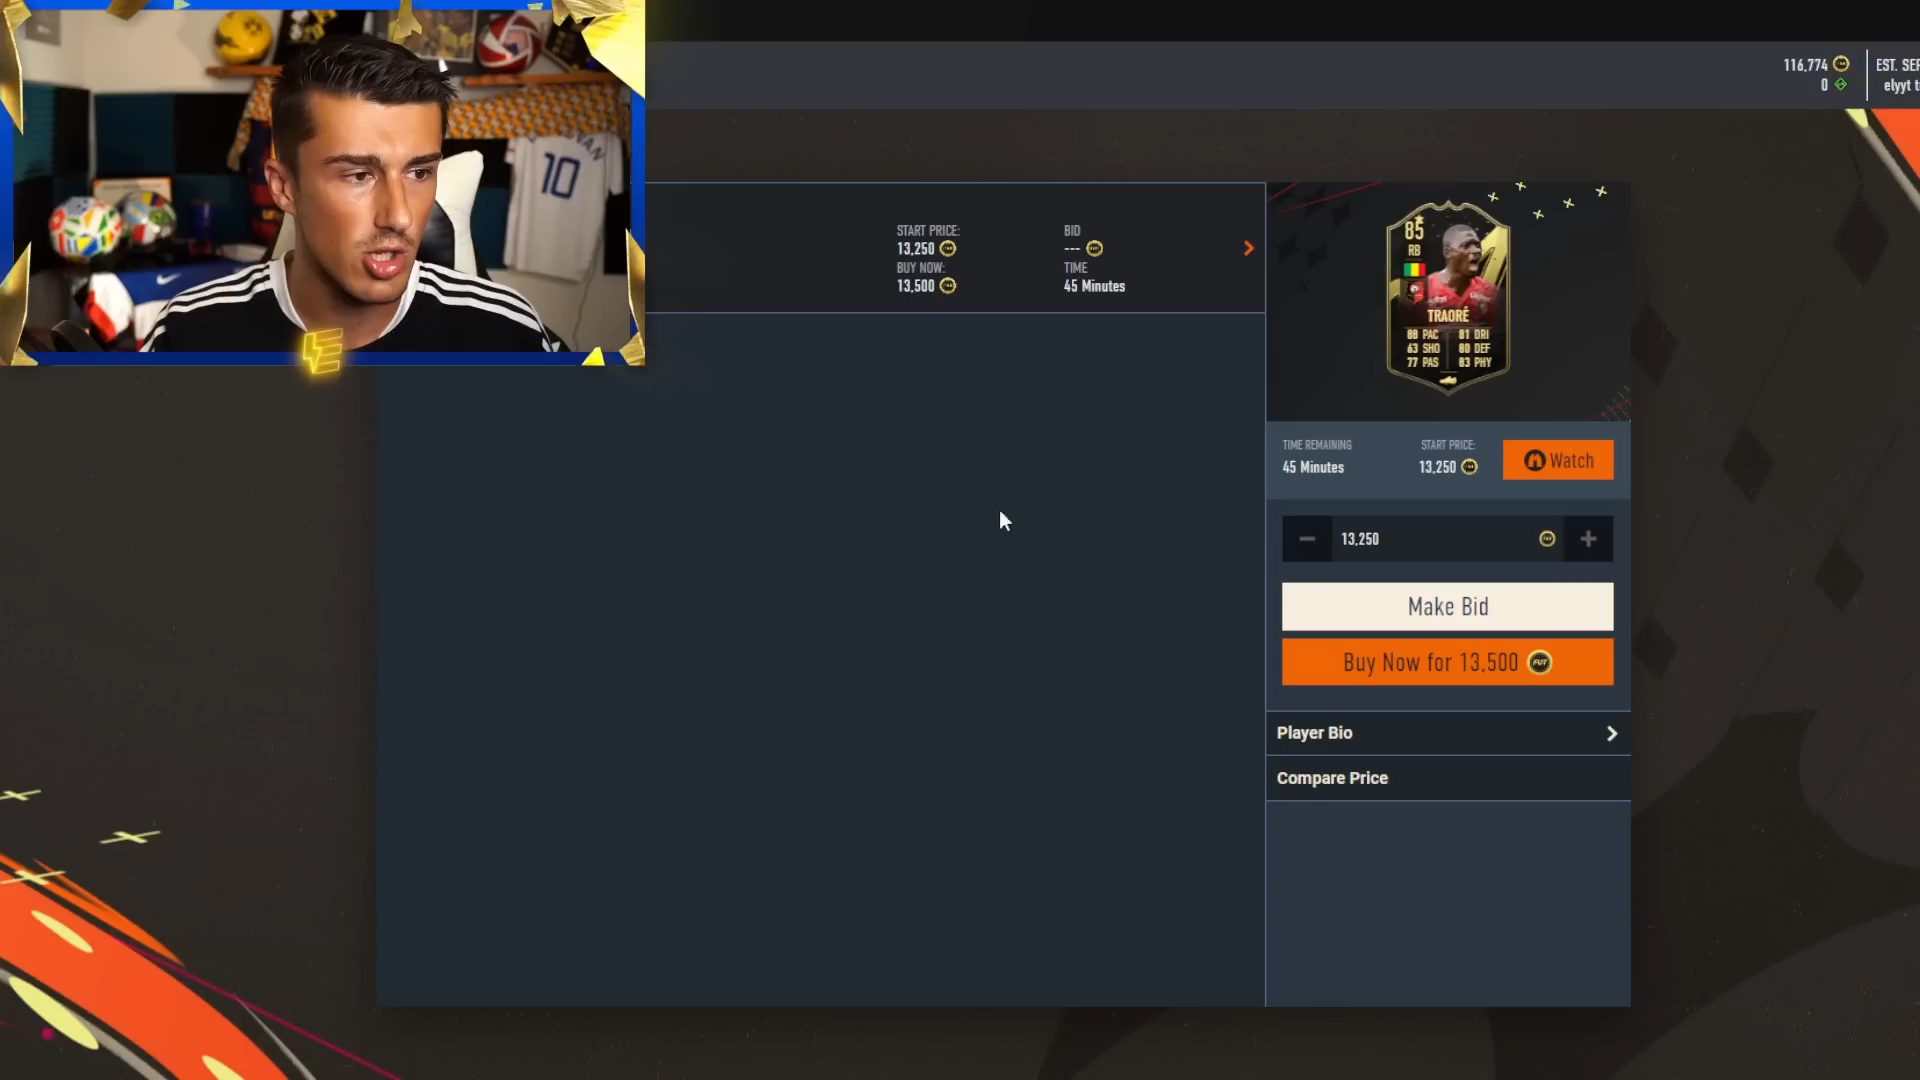 10
116,774
0
EST. SEP
elyyt t
START PRICE:
13,250
BUY NOW:
13,500
BID
---
TIME
45 Minutes
85
RB
TRAORÉ
88 PAC 81 DRI
63 SHO 80 DEF
77 PAS 83 PHY
TIME REMAINING
45 Minutes
START PRICE:
13,250
Watch
13,250
Make Bid
Buy Now for 13,500 FUT
Player Bio
Compare Price